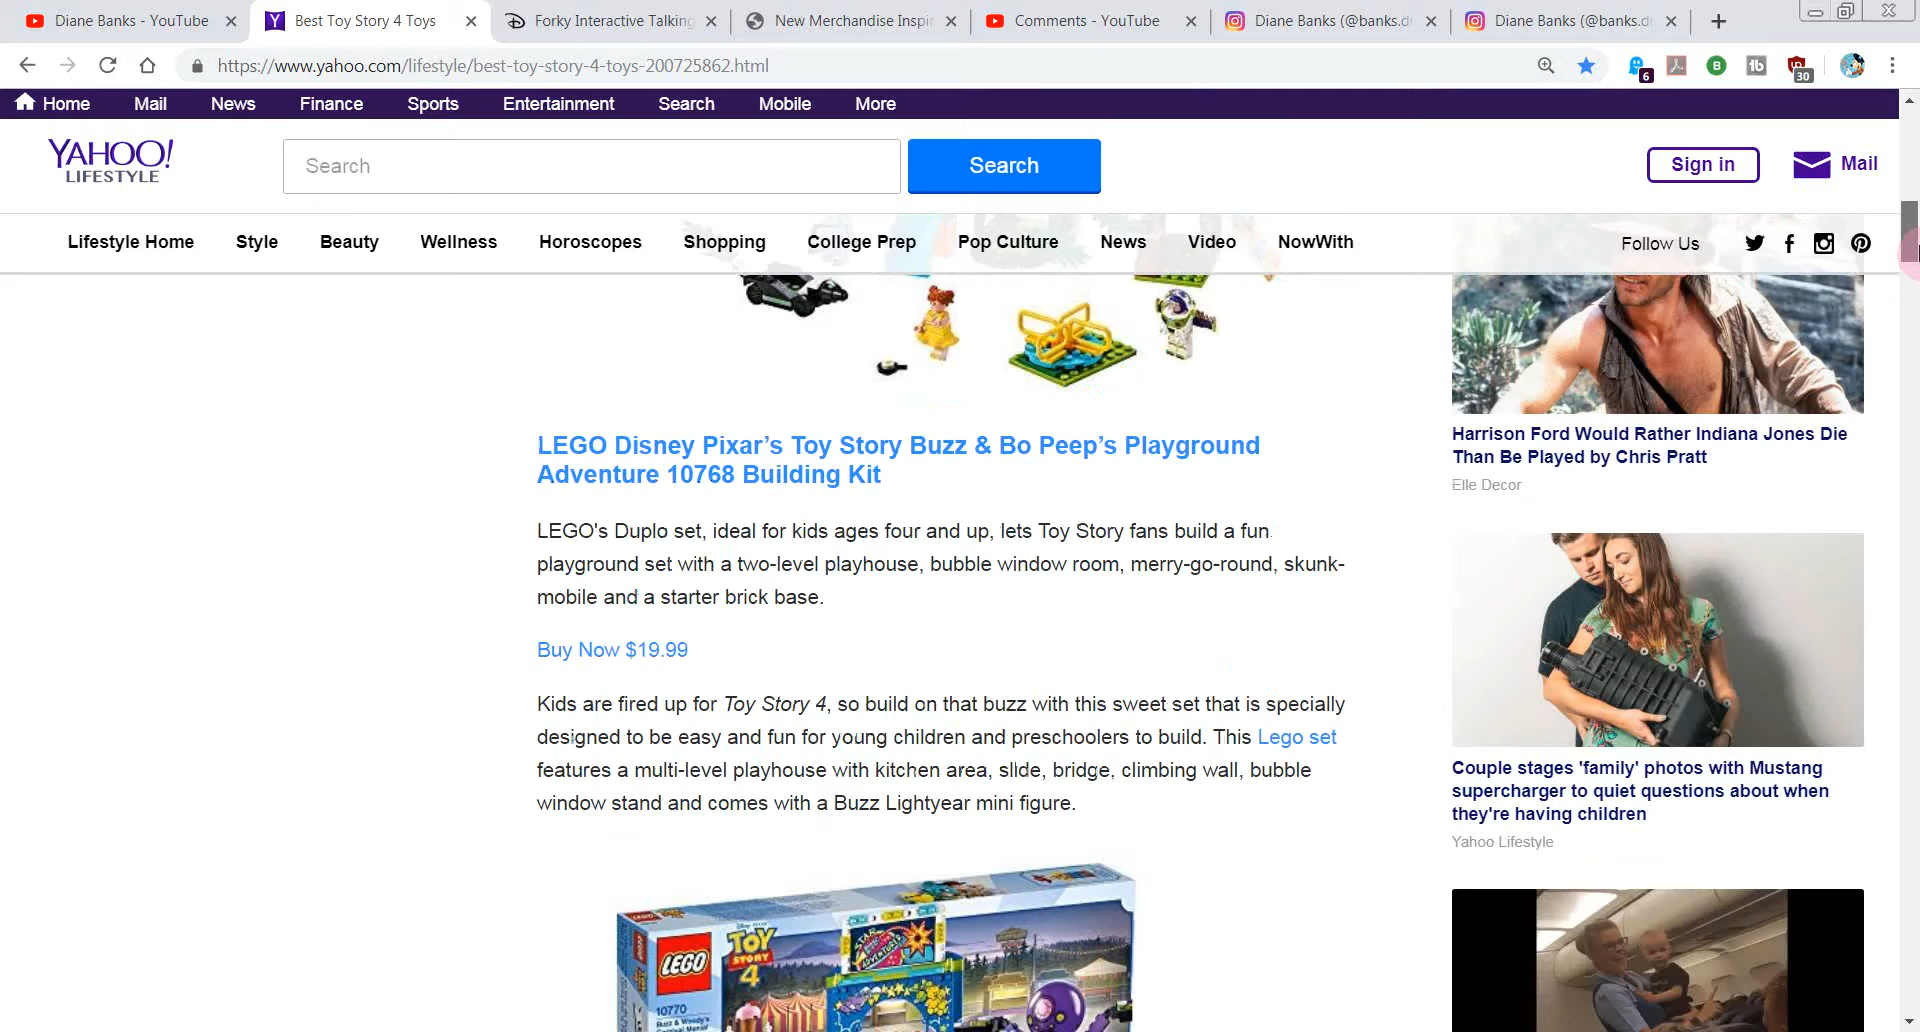 Diane Banks - YouTube
Best Toy Story 4 Toys
Forky Interactive Talking
New Merchandise Inspi
Comments - YouTube
Diane Banks (@banks.d
Diane Banks (@banks.d
https://www.yahoo.com/lifestyle/best-toy-story-4-toys-200725862.html
6
B
30
Home Mail News Finance Sports Entertainment Search Mobile More
YAHOO!
LIFESTYLE
Search
Search
Sign in
Mail
Lifestyle Home Style Beauty Wellness Horoscopes Shopping College Prep Pop Culture News Video NowWith
Follow Us
LEGO Disney Pixar’s Toy Story Buzz & Bo Peep’s Playground
Adventure 10768 Building Kit
LEGO's Duplo set, ideal for kids ages four and up, lets Toy Story fans build a fun
playground set with a two-level playhouse, bubble window room, merry-go-round, skunk-
mobile and a starter brick base.
Buy Now $19.99
Kids are fired up for Toy Story 4, so build on that buzz with this sweet set that is specially
designed to be easy and fun for young children and preschoolers to build. This Lego set
features a multi-level playhouse with kitchen area, slide, bridge, climbing wall, bubble
window stand and comes with a Buzz Lightyear mini figure.
LEGO
TOY
STORY
4
10770
Buzz & Woody's
Carnival Mania!
STAR
ADVENTURE
Harrison Ford Would Rather Indiana Jones Die
Than Be Played by Chris Pratt
Elle Decor
Couple stages 'family' photos with Mustang
supercharger to quiet questions about when
they're having children
Yahoo Lifestyle